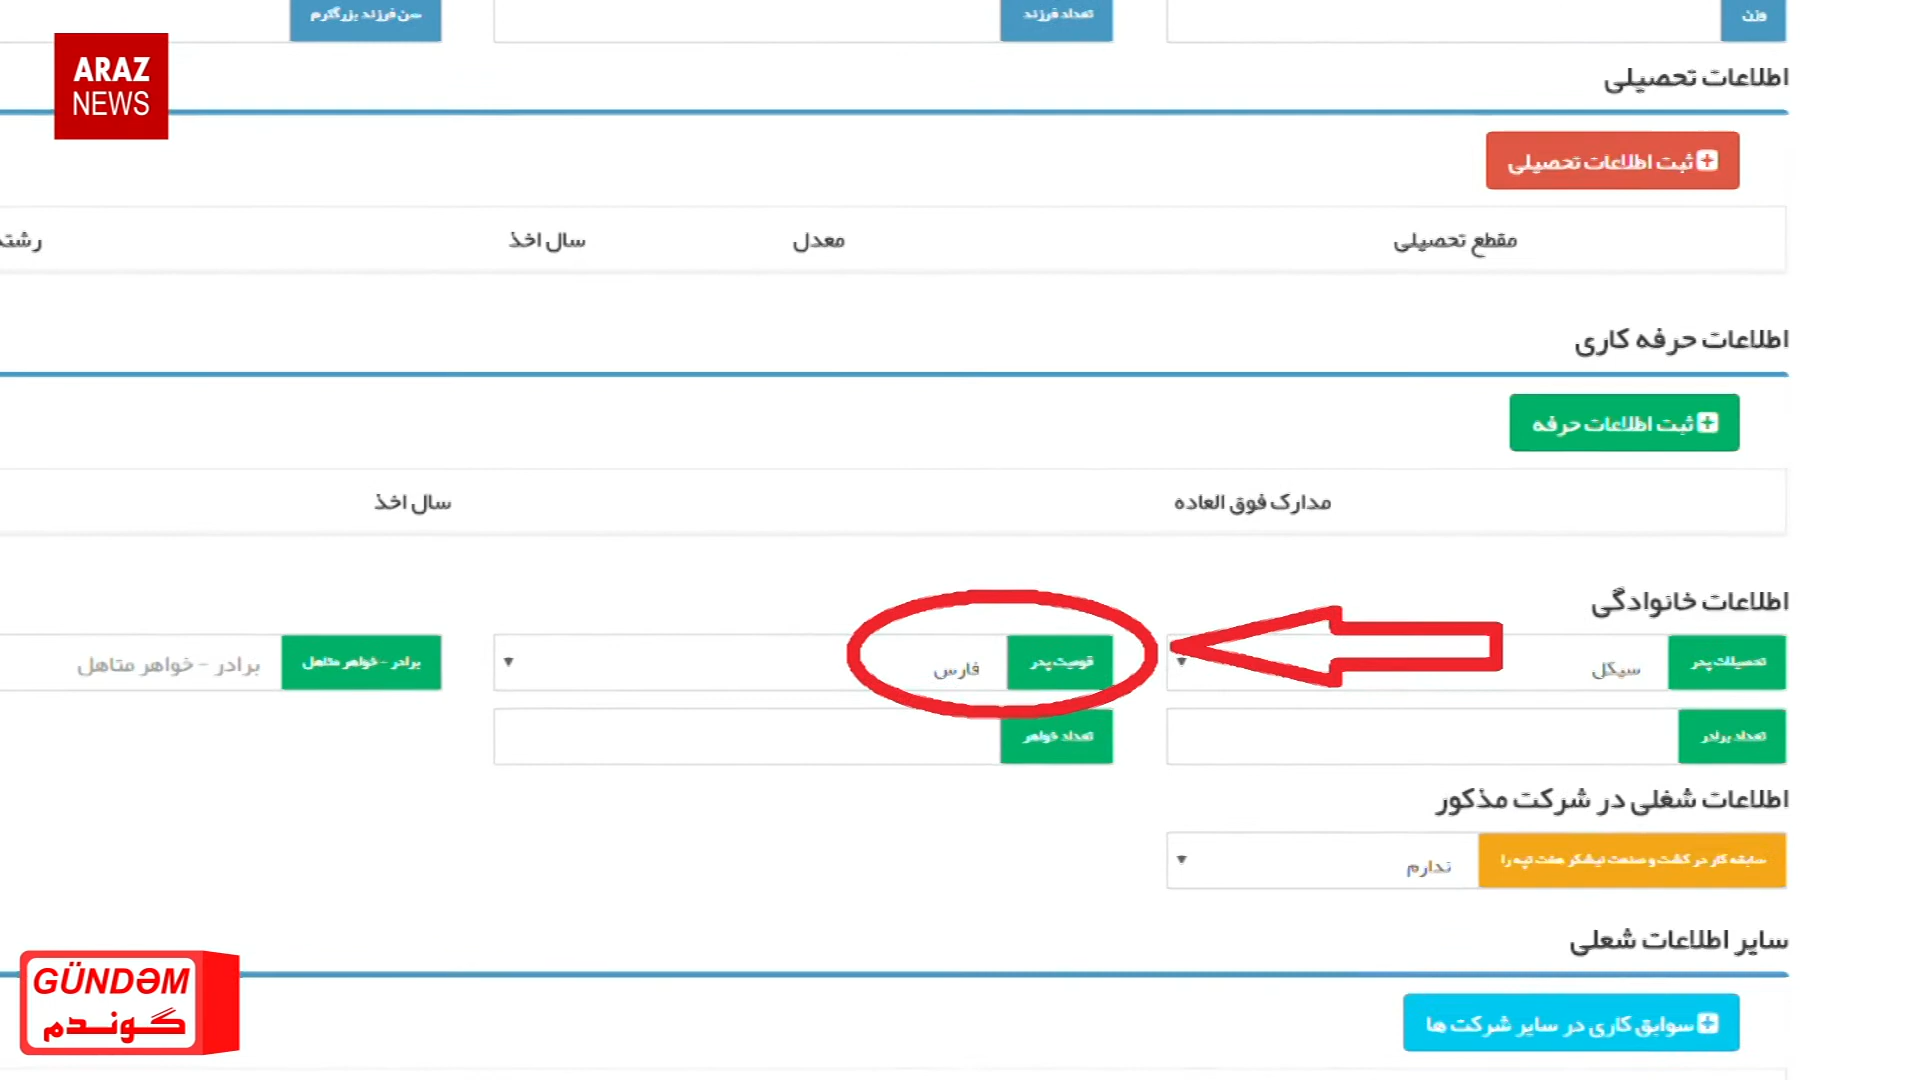 وزن
تعداد فرزند
سن فرزند بزرگترم
ARAZ
NEWS
اطلاعات تحصیلی
ثبت اطلاعات تحصیلی
مقطع تحصیلی
معدل
سال اخذ
رشته
اطلاعات حرفه کاری
ثبت اطلاعات حرفه
مدارک فوق العاده
سال اخذ
اطلاعات خانوادگی
تحصیلات پدر
سیکل
قومیت پدر
فارس
برادر - خواهر متاهل
برادر - خواهر متاهل
تعداد برادر
تعداد خواهر
اطلاعات شغلی در شرکت مذکور
سابقه کار در کشت و صنعت نیشکر هفت تپه را
ندارم
سایر اطلاعات شعلی
سوابق کاری در سایر شرکت ها
GÜNDƏM
گوندم